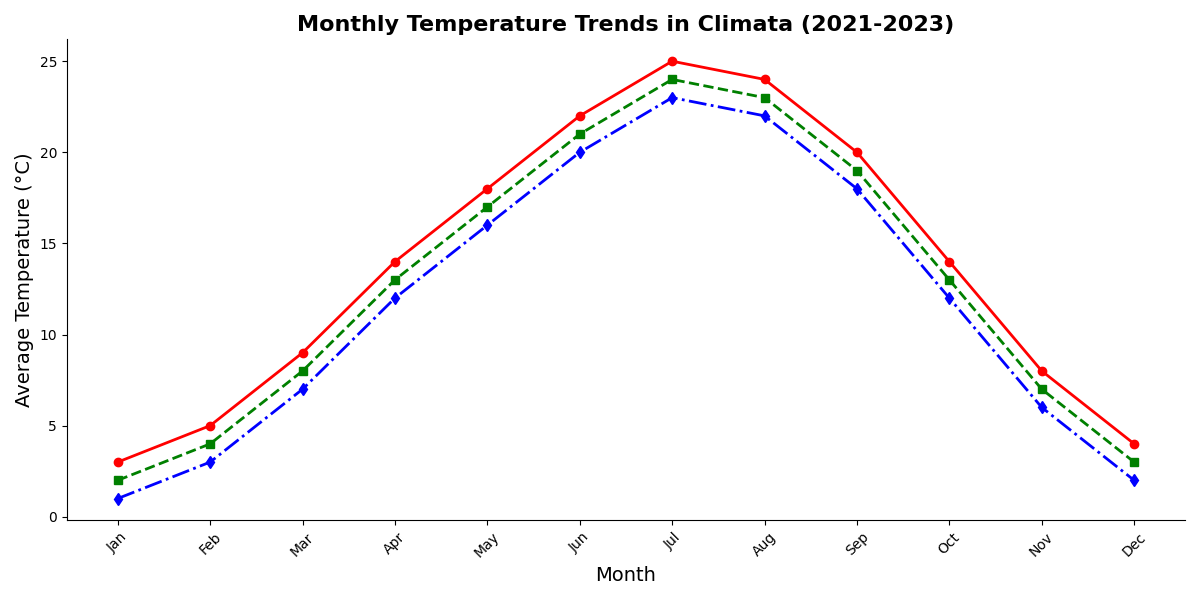 Monthly Temperature Trends in Climata (2021-2023)
Average Temperature (°C)
25
20
15
10
5
0
Jan Feb Mar Apr May Jun Jul Aug Sep Oct Nov Dec
Month